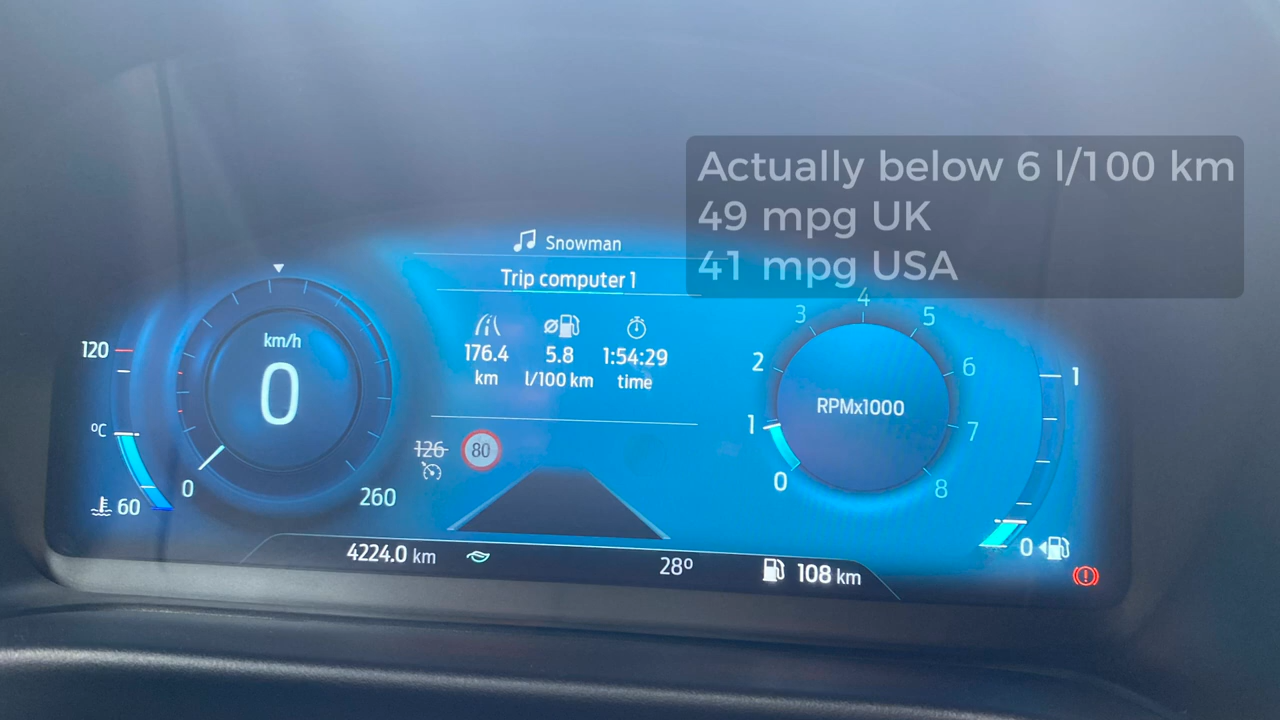 Actually below 6 l/100 km
49 mpg UK
41 mpg USA
Snowman
Trip computer 1
176.4 5.8 1:54:29
km l/100 km time
120
°C
60
km/h
0
0
260
126
80
RPMx1000
0
1
2
3
4
5
6
7
8
1
0
4224.0 km
28º
108 km